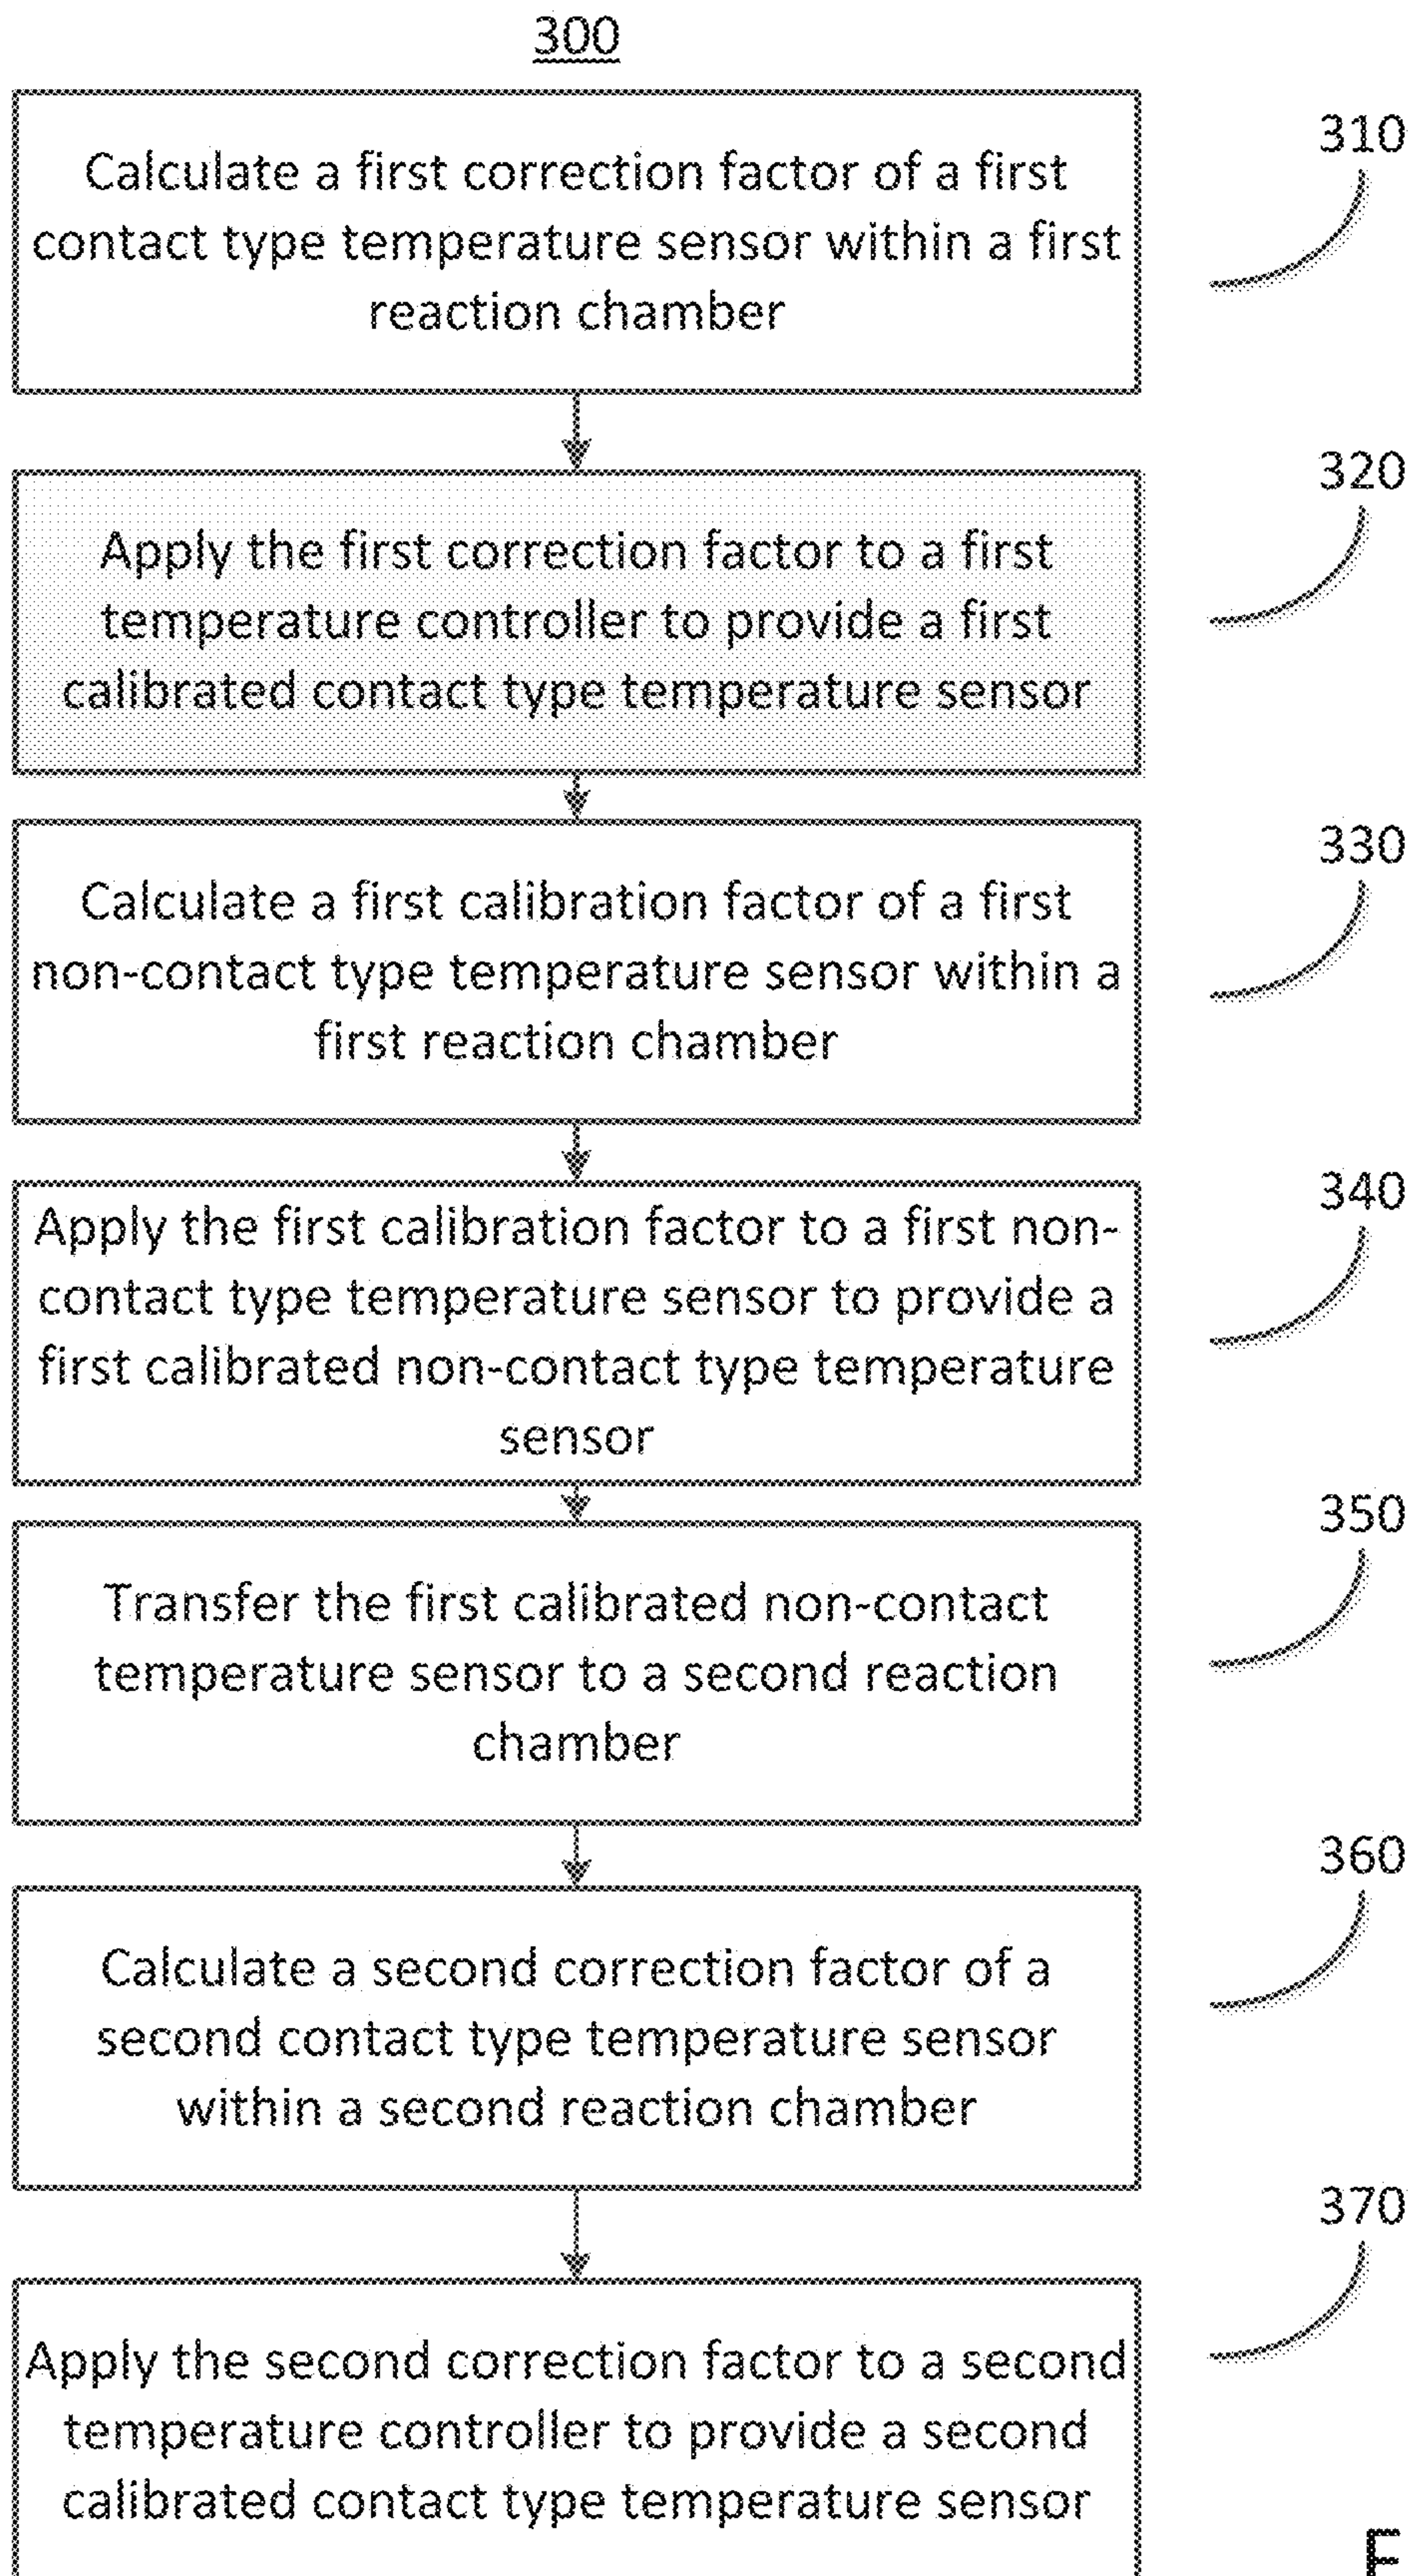 300
310
Calculate a first correction factor of a first
contact type temperature sensor within a first
reaction chamber
320
Apply the first correction factor to a first
temperature controller to provide a first
calibrated contact type temperature sensor
330
Calculate a first calibration factor of a first
non-contact type temperature sensor within a
first reaction chamber
340
Apply the first calibration factor to a first non-
contact type temperature sensor to provide a
first calibrated non-contact type temperature
sensor
350
Transfer the first calibrated non-contact
temperature sensor to a second reaction
chamber
360
Calculate a second correction factor of a
second contact type temperature sensor
within a second reaction chamber
370
Apply the second correction factor to a second
temperature controller to provide a second
calibrated contact type temperature sensor